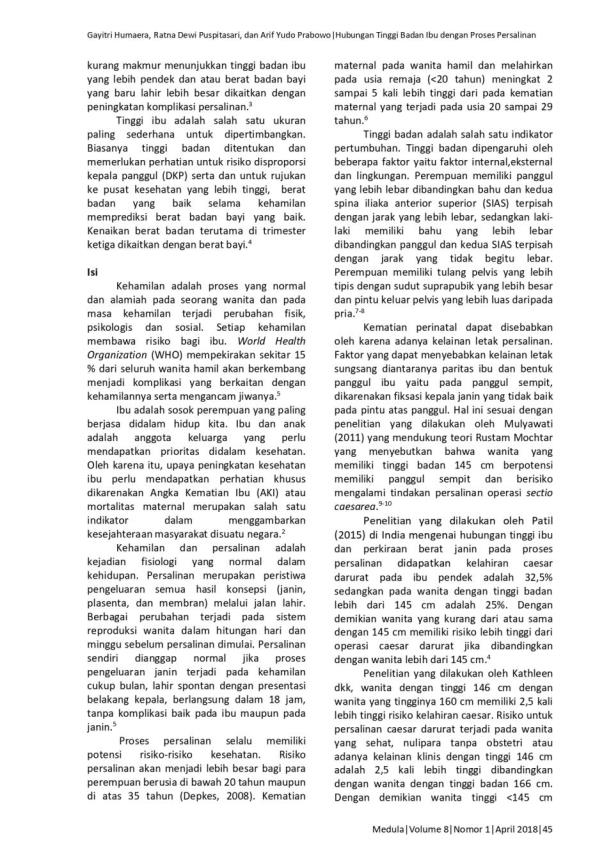 Gayitri Humaera, Ratna Dewi Puspitasari, dan Arif Yudo Prabowo|Hubungan Tinggi Badan Ibu dengan Proses Persalinan
kurang makmur menunjukkan tinggi badan ibu
yang lebih pendek dan atau berat badan bayi
yang baru lahir lebih besar dikaitkan dengan
peningkatan komplikasi persalinan.³
Tinggi ibu adalah salah satu ukuran
paling sederhana untuk dipertimbangkan.
Biasanya tinggi badan ditentukan dan
memerlukan perhatian untuk risiko disproporsi
kepala panggul (DKP) serta dan untuk rujukan
ke pusat kesehatan yang lebih tinggi, berat
badan yang baik selama kehamilan
memprediksi berat badan bayi yang baik.
Kenaikan berat badan terutama di trimester
ketiga dikaitkan dengan berat bayi.⁴
Isi
Kehamilan adalah proses yang normal
dan alamiah pada seorang wanita dan pada
masa kehamilan terjadi perubahan fisik,
psikologis dan sosial. Setiap kehamilan
membawa risiko bagi ibu. World Health
Organization (WHO) mempekirakan sekitar 15
% dari seluruh wanita hamil akan berkembang
menjadi komplikasi yang berkaitan dengan
kehamilannya serta mengancam jiwanya.⁵
Ibu adalah sosok perempuan yang paling
berjasa didalam hidup kita. Ibu dan anak
adalah anggota keluarga yang perlu
mendapatkan prioritas didalam kesehatan.
Oleh karena itu, upaya peningkatan kesehatan
ibu perlu mendapatkan perhatian khusus
dikarenakan Angka Kematian Ibu (AKI) atau
mortalitas maternal merupakan salah satu
indikator dalam menggambarkan
kesejahteraan masyarakat disuatu negara.²
Kehamilan dan persalinan adalah
kejadian fisiologi yang normal dalam
kehidupan. Persalinan merupakan peristiwa
pengeluaran semua hasil konsepsi (janin,
plasenta, dan membran) melalui jalan lahir.
Berbagai perubahan terjadi pada sistem
reproduksi wanita dalam hitungan hari dan
minggu sebelum persalinan dimulai. Persalinan
sendiri dianggap normal jika proses
pengeluaran janin terjadi pada kehamilan
cukup bulan, lahir spontan dengan presentasi
belakang kepala, berlangsung dalam 18 jam,
tanpa komplikasi baik pada ibu maupun pada
janin.⁵
Proses persalinan selalu memiliki
potensi risiko-risiko kesehatan. Risiko
persalinan akan menjadi lebih besar bagi para
perempuan berusia di bawah 20 tahun maupun
di atas 35 tahun (Depkes, 2008). Kematian
maternal pada wanita hamil dan melahirkan
pada usia remaja (<20 tahun) meningkat 2
sampai 5 kali lebih tinggi dari pada kematian
maternal yang terjadi pada usia 20 sampai 29
tahun.⁶
Tinggi badan adalah salah satu indikator
pertumbuhan. Tinggi badan dipengaruhi oleh
beberapa faktor yaitu faktor internal,eksternal
dan lingkungan. Perempuan memiliki panggul
yang lebih lebar dibandingkan bahu dan kedua
spina iliaka anterior superior (SIAS) terpisah
dengan jarak yang lebih lebar, sedangkan laki-
laki memiliki bahu yang lebih lebar
dibandingkan panggul dan kedua SIAS terpisah
dengan jarak yang tidak begitu lebar.
Perempuan memiliki tulang pelvis yang lebih
tipis dengan sudut suprapubik yang lebih besar
dan pintu keluar pelvis yang lebih luas daripada
pria.⁷⁻⁸
Kematian perinatal dapat disebabkan
oleh karena adanya kelainan letak persalinan.
Faktor yang dapat menyebabkan kelainan letak
sungsang diantaranya paritas ibu dan bentuk
panggul ibu yaitu pada panggul sempit,
dikarenakan fiksasi kepala janin yang tidak baik
pada pintu atas panggul. Hal ini sesuai dengan
penelitian yang dilakukan oleh Mulyawati
(2011) yang mendukung teori Rustam Mochtar
yang menyebutkan bahwa wanita yang
memiliki tinggi badan 145 cm berpotensi
memiliki panggul sempit dan berisiko
mengalami tindakan persalinan operasi sectio
caesarea.⁹⁻¹⁰
Penelitian yang dilakukan oleh Patil
(2015) di India mengenai hubungan tinggi ibu
dan perkiraan berat janin pada proses
persalinan didapatkan kelahiran caesar
darurat pada ibu pendek adalah 32,5%
sedangkan pada wanita dengan tinggi badan
lebih dari 145 cm adalah 25%. Dengan
demikian wanita yang kurang dari atau sama
dengan 145 cm memiliki risiko lebih tinggi dari
operasi caesar darurat jika dibandingkan
dengan wanita lebih dari 145 cm.⁴
Penelitian yang dilakukan oleh Kathleen
dkk, wanita dengan tinggi 146 cm dengan
wanita yang tingginya 160 cm memiliki 2,5 kali
lebih tinggi risiko kelahiran caesar. Risiko untuk
persalinan caesar darurat terjadi pada wanita
yang sehat, nulipara tanpa obstetri atau
adanya kelainan klinis dengan tinggi 146 cm
adalah 2,5 kali lebih tinggi dibandingkan
dengan wanita dengan tinggi badan 166 cm.
Dengan demikian wanita tinggi <145 cm
Medula|Volume 8|Nomor 1|April 2018|45